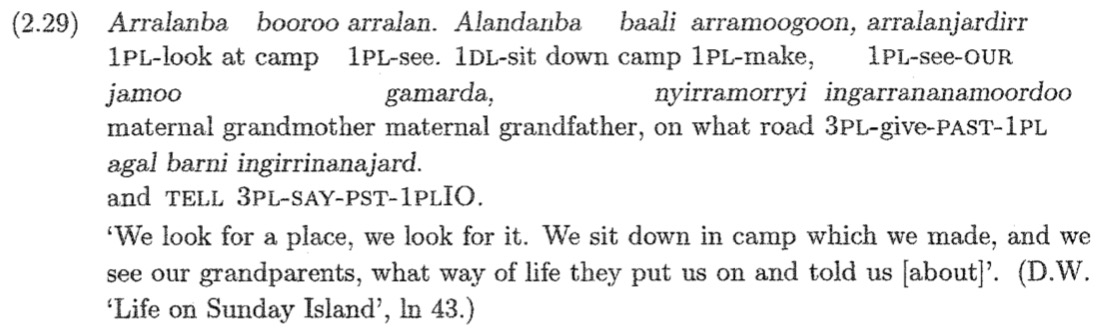 (2.29) Arralanba booroo arralan. Alandanba baali arramoogoon, arralanjardirr
1PL-look at camp 1PL-see. 1DL-sit down camp 1PL-make, 1PL-see-OUR
jamoo gamarda, nyirramorryi ingarrananamoordoo
maternal grandmother maternal grandfather, on what road 3PL-give-PAST-1PL
agal barni ingirrinanajard.
and TELL 3PL-SAY-PST-1PLIO.
‘We look for a place, we look for it. We sit down in camp which we made, and we
see our grandparents, what way of life they put us on and told us [about]’. (D.W.
‘Life on Sunday Island’, ln 43.)